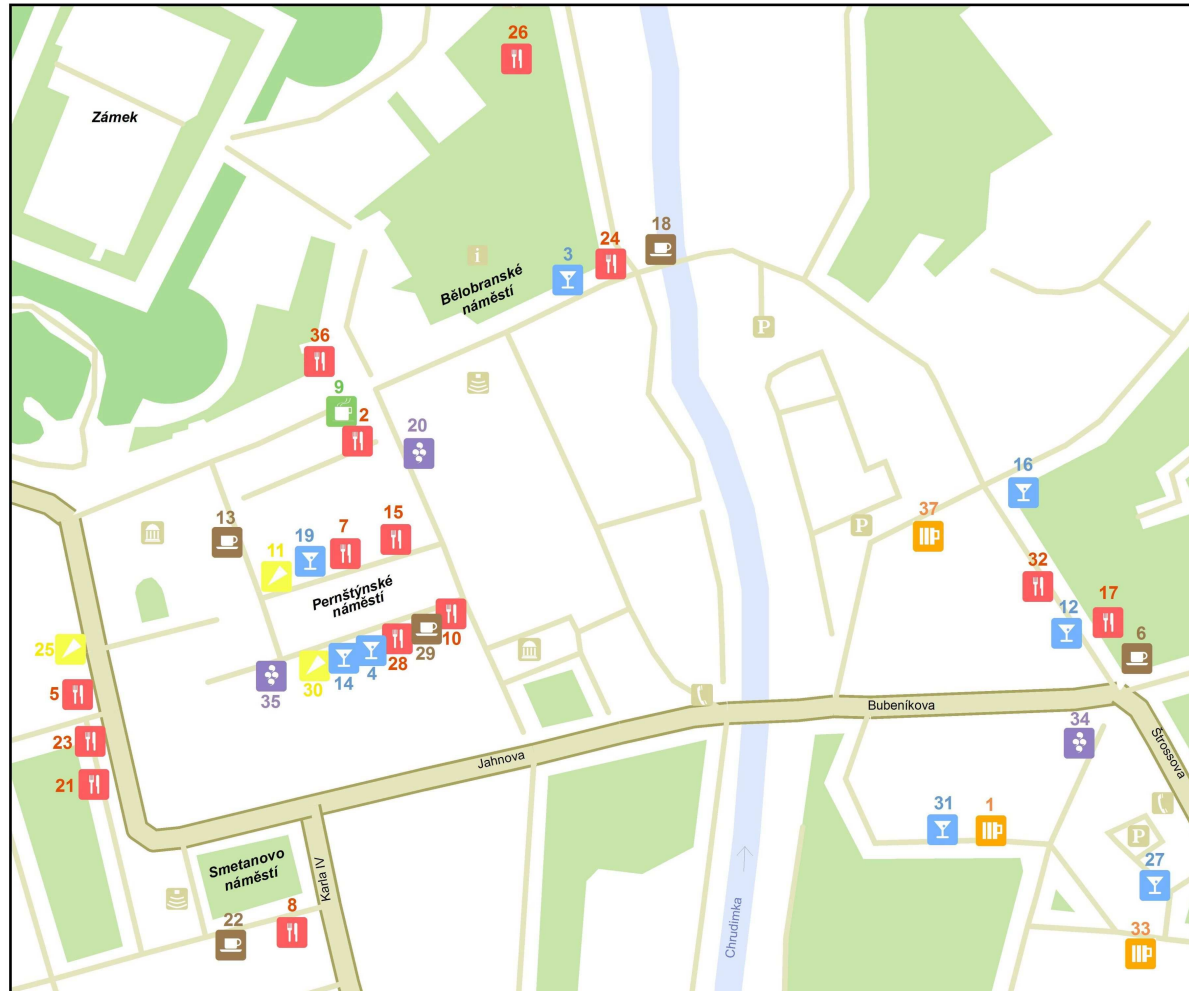 26
Zámek
18
24
3
i
Bělobranské
náměstí
P
36
9
2
20
16
37
P
13
15
7
19
11
32
17
12
6
Pernštýnské
náměstí
10
29
28
4
14
30
35
25
5
23
21
Bubeníkova
34
Štrossova
Jahnova
31
1
P
27
Smetanovo
náměstí
Karla IV
22
8
Chrudimka
33